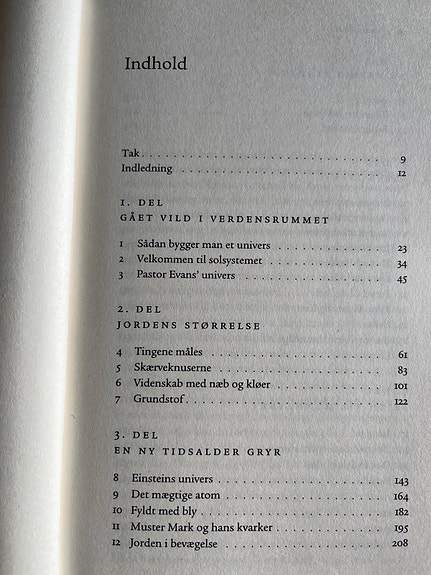 Indhold
Tak . . . . . . . . . . . . . . . . . . . . . . . . . . . . . 9
Indledning . . . . . . . . . . . . . . . . . . . . . . . . . 12
1. DEL
GÅET VILD I VERDENSRUMMET
1 Sådan bygger man et univers . . . . . . . . . . . . . 23
2 Velkommen til solsystemet . . . . . . . . . . . . . . 34
3 Pastor Evans' univers . . . . . . . . . . . . . . . . . 45
2. DEL
JORDENS STØRRELSE
4 Tingene måles . . . . . . . . . . . . . . . . . . . . . 61
5 Skærveknuserne . . . . . . . . . . . . . . . . . . . . 83
6 Videnskab med næb og kløer . . . . . . . . . . . . . 101
7 Grundstof . . . . . . . . . . . . . . . . . . . . . . . . 122
3. DEL
EN NY TIDSALDER GRYR
8 Einsteins univers . . . . . . . . . . . . . . . . . . . . 143
9 Det mægtige atom . . . . . . . . . . . . . . . . . . . 164
10 Fyldt med bly . . . . . . . . . . . . . . . . . . . . . 182
11 Muster Mark og hans kvarker . . . . . . . . . . . . . 195
12 Jorden i bevægelse . . . . . . . . . . . . . . . . . . . 208